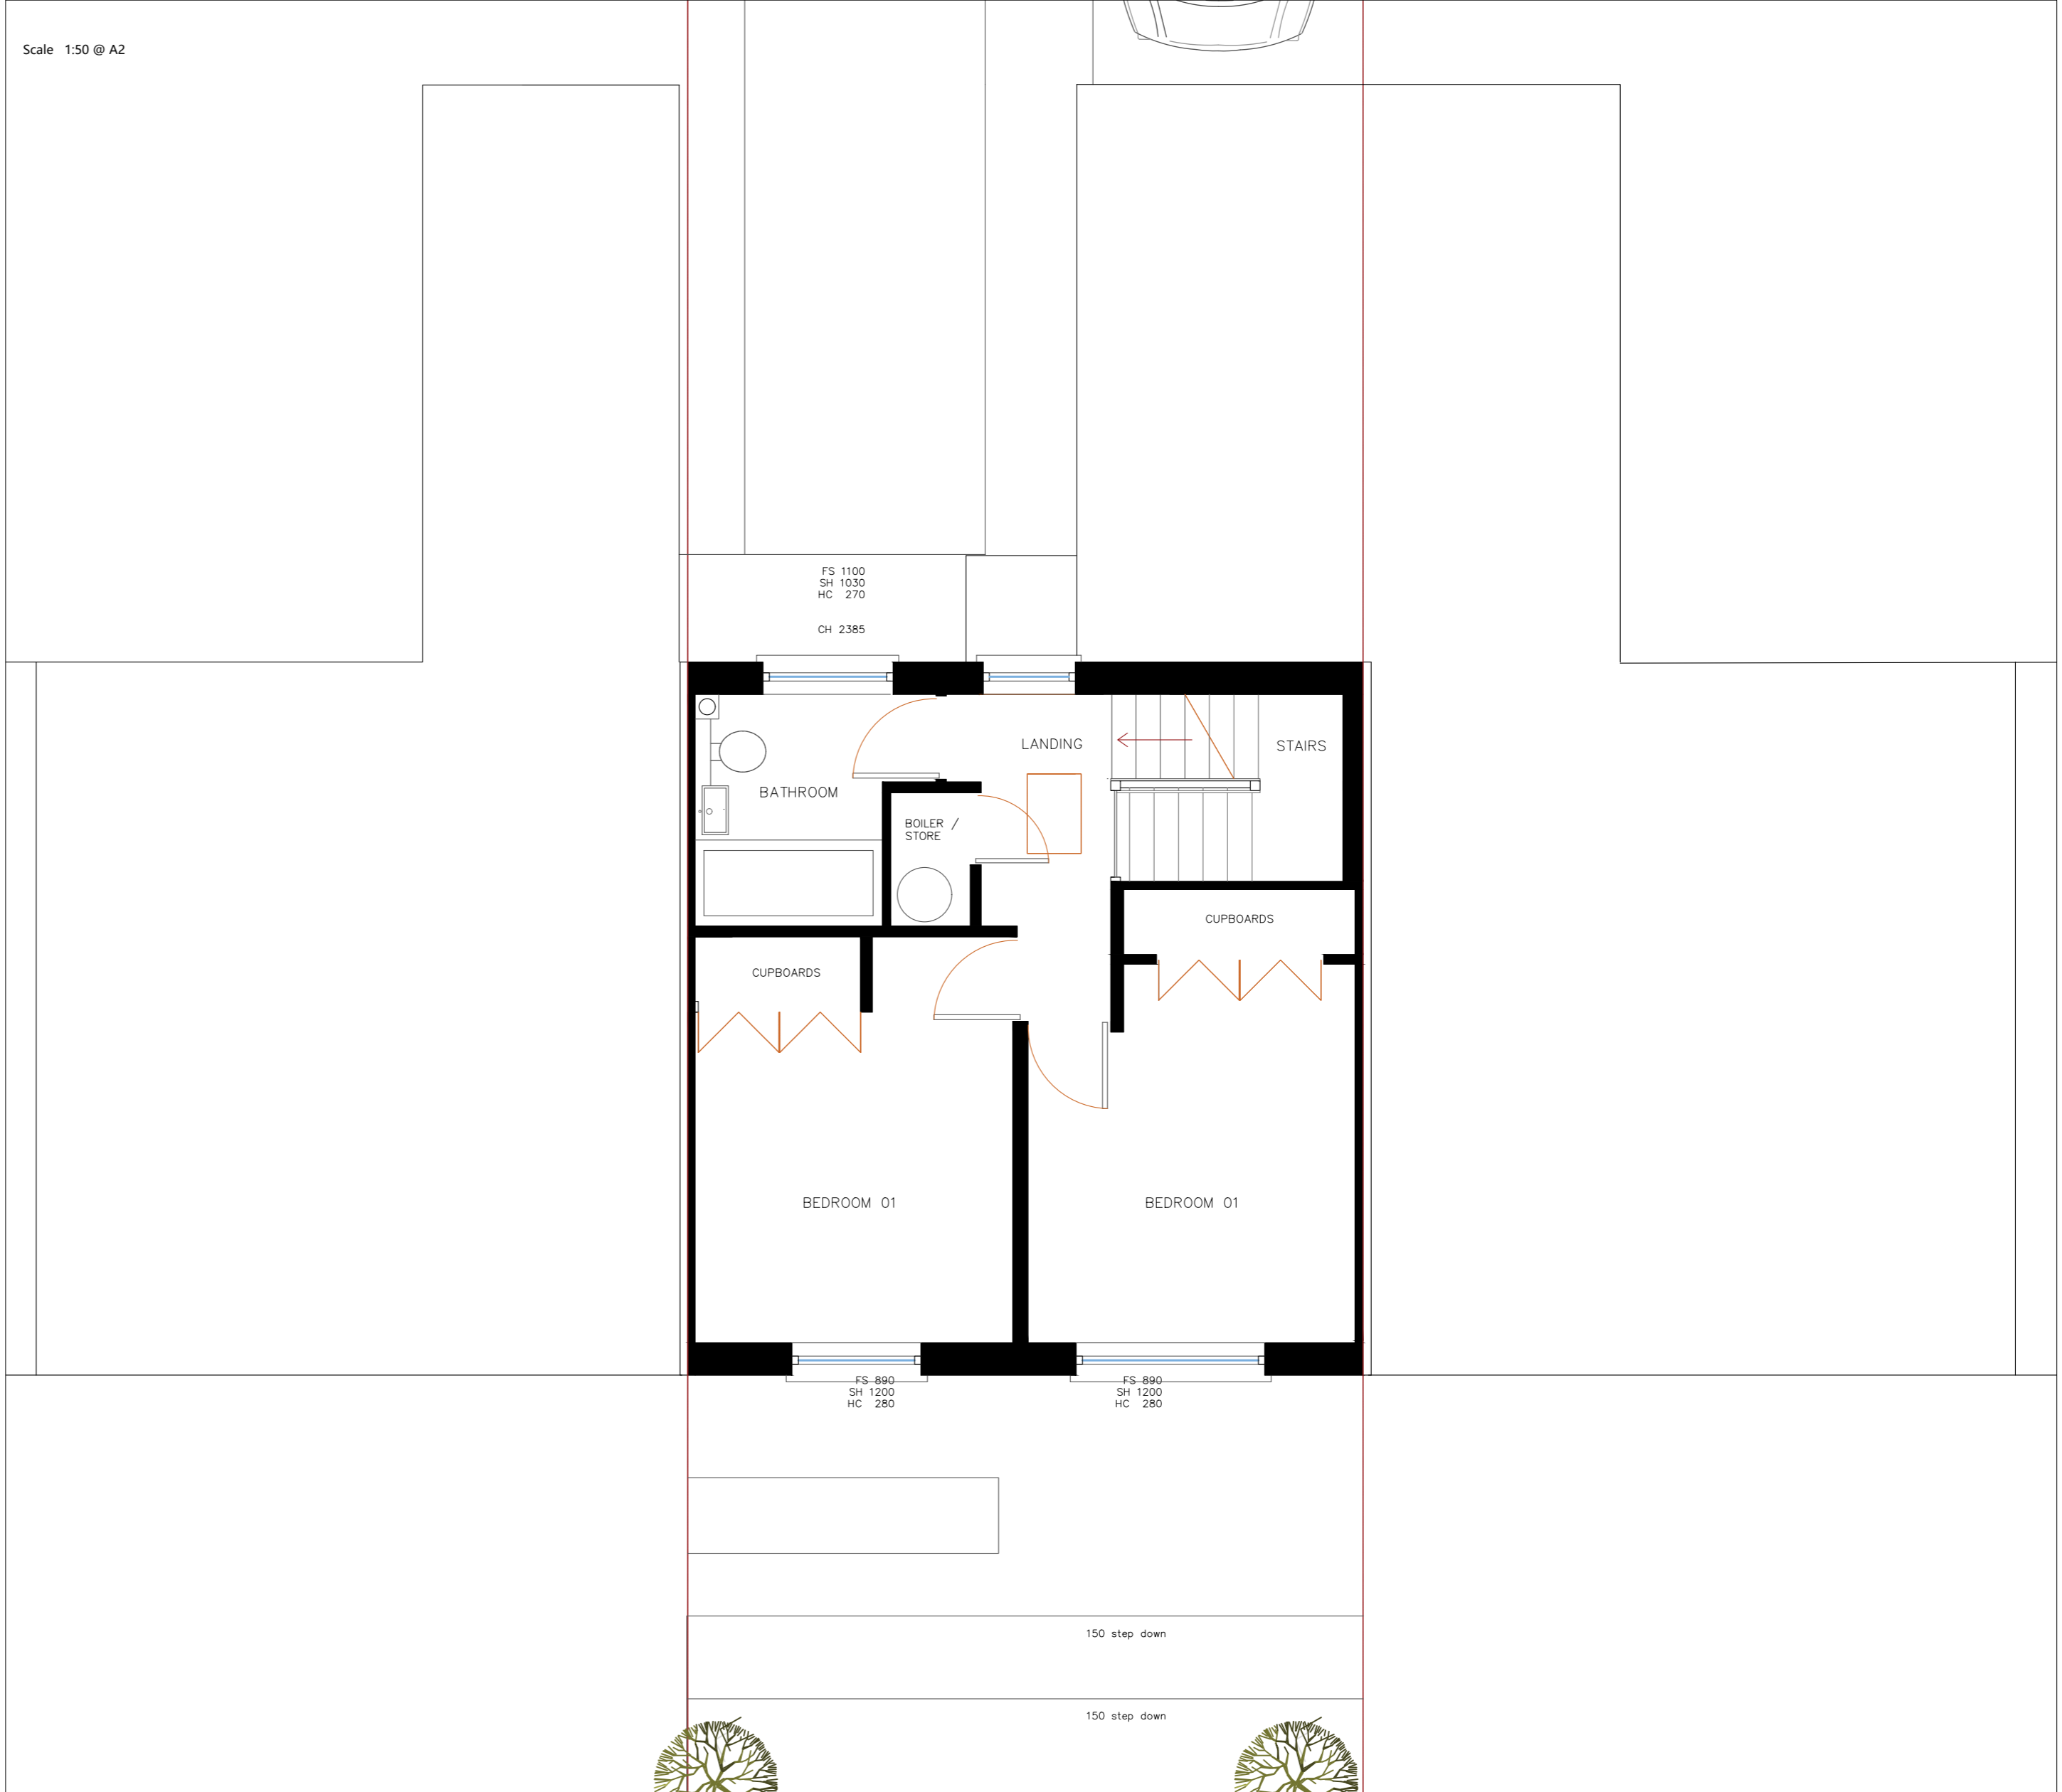 Scale 1:50 @ A2
FS 1100
SH 1030
HC 270
CH 2385
LANDING
STAIRS
BATHROOM
BOILER /
STORE
CUPBOARDS
CUPBOARDS
BEDROOM 01
BEDROOM 01
FS 890
SH 1200
HC 280
FS 890
SH 1200
HC 280
150 step down
150 step down